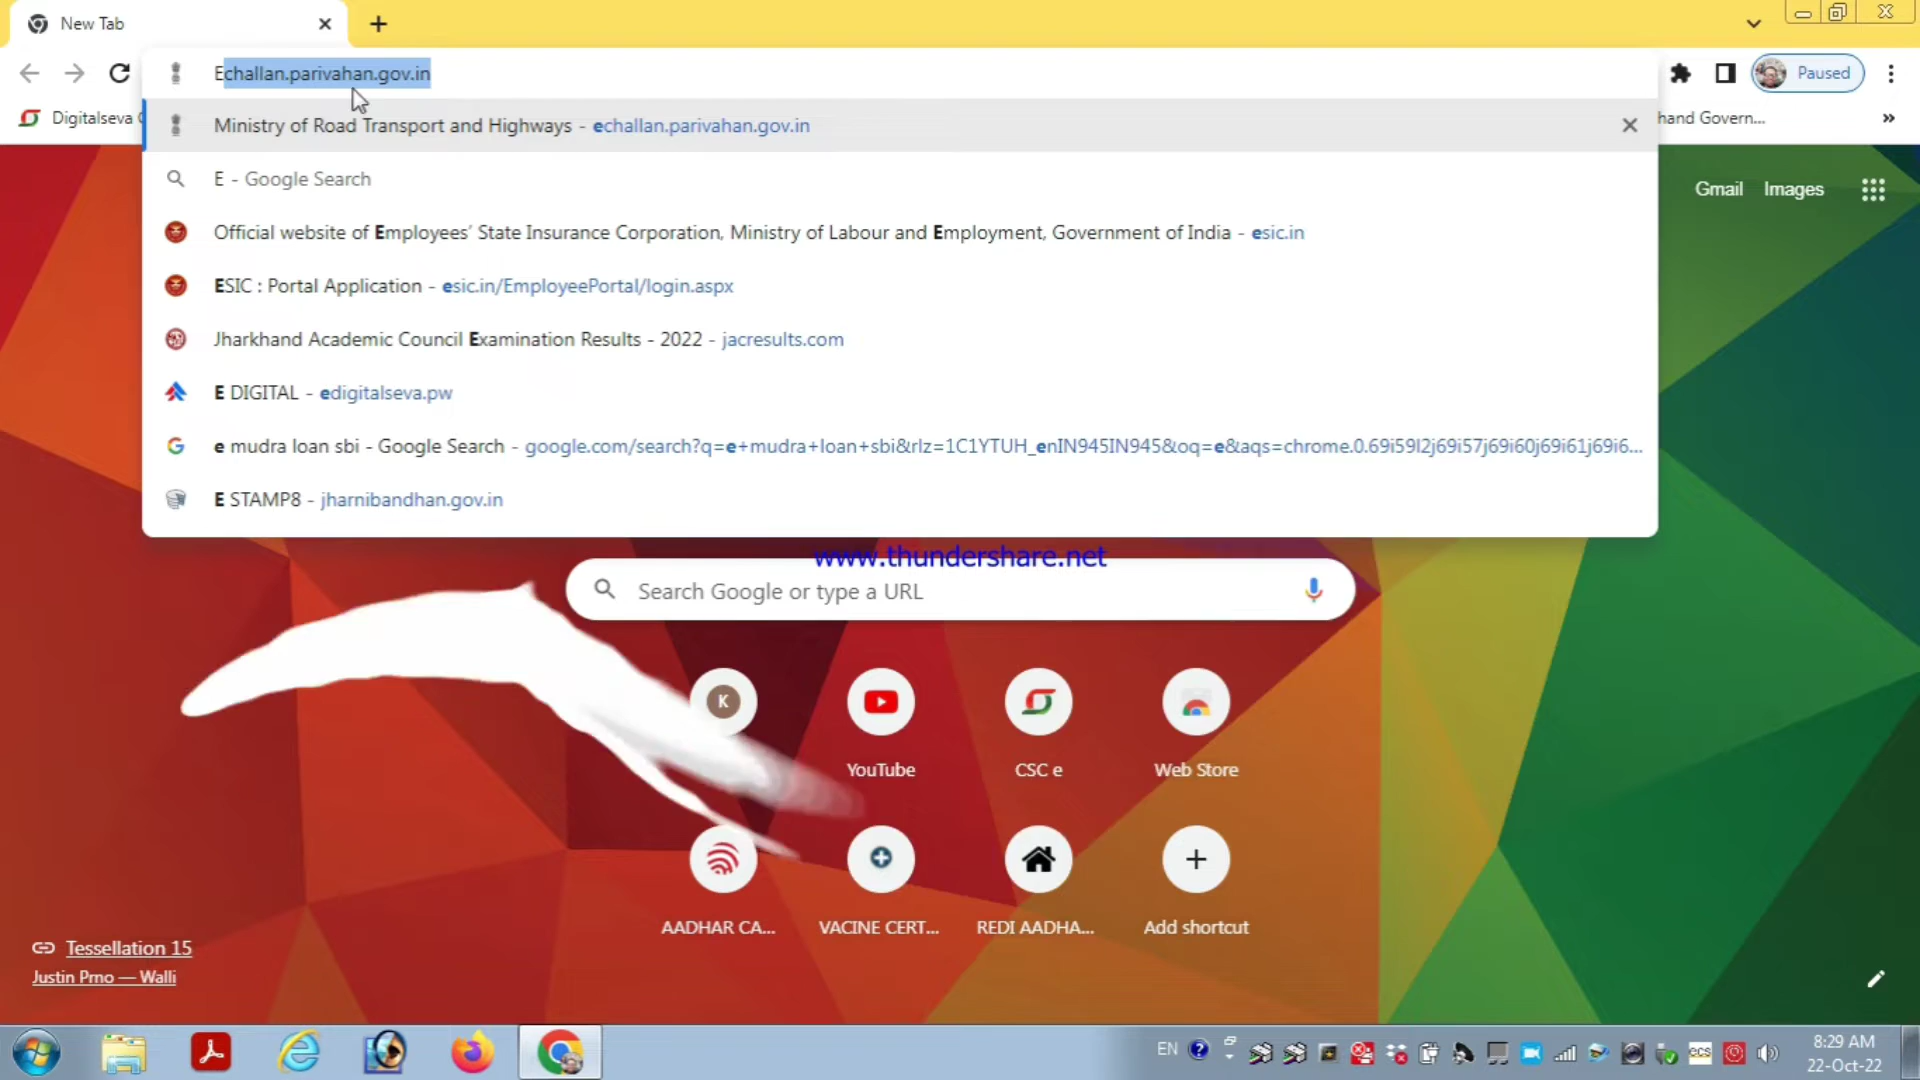 New Tab
Echallan.parivahan.gov.in
Paused
Digitalseva
Ministry of Road Transport and Highways - echallan.parivahan.gov.in
hand Govern...
E - Google Search
Gmail Images
Official website of Employees' State Insurance Corporation, Ministry of Labour and Employment, Government of India - esic.in
ESIC : Portal Application - esic.in/EmployeePortal/login.aspx
Jharkhand Academic Council Examination Results - 2022 - jacresults.com
E DIGITAL - edigitalseva.pw
e mudra loan sbi - Google Search - google.com/search?q=e+mudra+loan+sbi&rlz=1C1YTUH_enIN945IN945&oq=e&aqs=chrome.0.69i59l2j69i57j69i60j69i61j69i6...
E STAMP8 - jharnibandhan.gov.in
www.thundershare.net
Search Google or type a URL
K
YouTube
CSC e
Web Store
AADHAR CA...
VACINE CERT...
REDI AADHA...
Add shortcut
Tessellation 15
Justin Prno — Walli
EN
ecs
8:29 AM
22-Oct-22